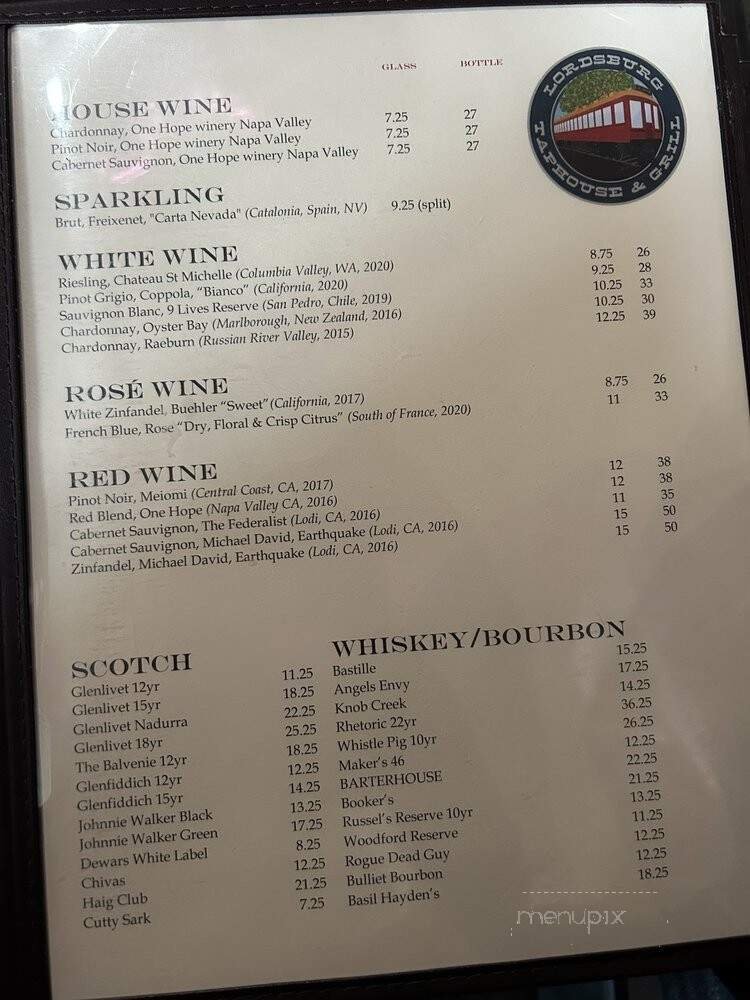 GLASS BOTTLE
LORDSBURG
TAPHOUSE & GRILL
HOUSE WINE
Chardonnay, One Hope winery Napa Valley 7.25 27
Pinot Noir, One Hope winery Napa Valley 7.25 27
Cabernet Sauvignon, One Hope winery Napa Valley 7.25 27
SPARKLING
Brut, Freixenet, "Carta Nevada" (Catalonia, Spain, NV) 9.25 (split)
WHITE WINE
Riesling, Chateau St Michelle (Columbia Valley, WA, 2020) 8.75 26
Pinot Grigio, Coppola, “Bianco” (California, 2020) 9.25 28
Sauvignon Blanc, 9 Lives Reserve (San Pedro, Chile, 2019) 10.25 33
Chardonnay, Oyster Bay (Marlborough, New Zealand, 2016) 10.25 30
Chardonnay, Raeburn (Russian River Valley, 2015) 12.25 39
ROSÉ WINE
White Zinfandel, Buehler “Sweet” (California, 2017) 8.75 26
French Blue, Rose “Dry, Floral & Crisp Citrus” (South of France, 2020) 11 33
RED WINE
Pinot Noir, Meiomi (Central Coast, CA, 2017) 12 38
Red Blend, One Hope (Napa Valley CA, 2016) 12 38
Cabernet Sauvignon, The Federalist (Lodi, CA, 2016) 11 35
Cabernet Sauvignon, Michael David, Earthquake (Lodi, CA, 2016) 15 50
Zinfandel, Michael David, Earthquake (Lodi, CA, 2016) 15 50
SCOTCH
Glenlivet 12yr 11.25
Glenlivet 15yr 18.25
Glenlivet Nadurra 22.25
Glenlivet 18yr 25.25
The Balvenie 12yr 18.25
Glenfiddich 12yr 12.25
Glenfiddich 15yr 14.25
Johnnie Walker Black 13.25
Johnnie Walker Green 17.25
Dewars White Label 8.25
Chivas 12.25
Haig Club 21.25
Cutty Sark 7.25
WHISKEY/BOURBON
Bastille 15.25
Angels Envy 17.25
Knob Creek 14.25
Rhetoric 22yr 36.25
Whistle Pig 10yr 26.25
Maker's 46 12.25
BARTERHOUSE 22.25
Booker's 21.25
Russel's Reserve 10yr 13.25
Woodford Reserve 11.25
Rogue Dead Guy 12.25
Bulliet Bourbon 12.25
Basil Hayden's 18.25
menupix